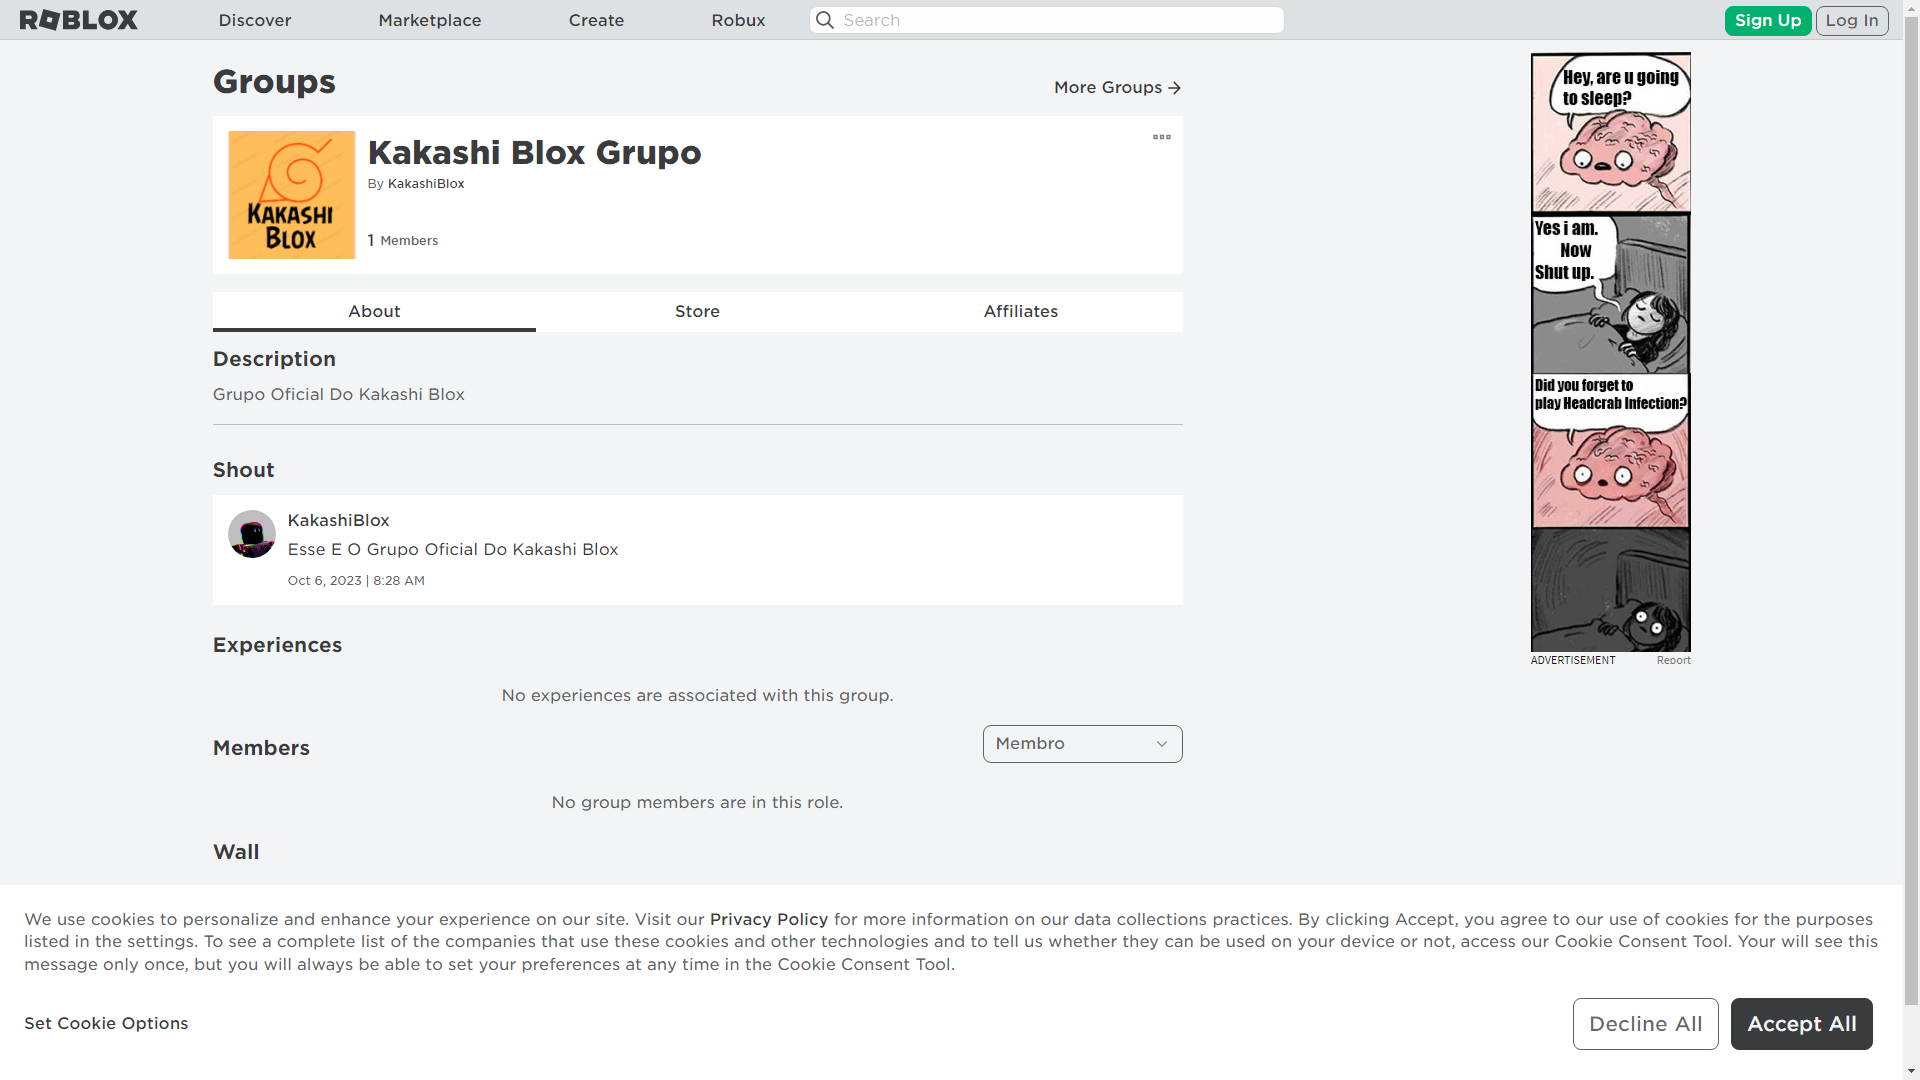 ROBLOX
Discover
Marketplace
Create
Robux
Search
Sign Up
Log In
Groups
More Groups
KAKASHI
BLOX
Kakashi Blox Grupo
By KakashiBlox
1 Members
About
Store
Affiliates
Description
Grupo Oficial Do Kakashi Blox
Shout
KakashiBlox
Esse E O Grupo Oficial Do Kakashi Blox
Oct 6, 2023 | 8:28 AM
Experiences
No experiences are associated with this group.
Members
Membro
No group members are in this role.
Wall
Hey, are u going
to sleep?
Yes i am.
Now
Shut up.
Did you forget to
play Headcrab Infection?
ADVERTISEMENT
Report
We use cookies to personalize and enhance your experience on our site. Visit our Privacy Policy for more information on our data collections practices. By clicking Accept, you agree to our use of cookies for the purposes
listed in the settings. To see a complete list of the companies that use these cookies and other technologies and to tell us whether they can be used on your device or not, access our Cookie Consent Tool. Your will see this
message only once, but you will always be able to set your preferences at any time in the Cookie Consent Tool.
Set Cookie Options
Decline All
Accept All